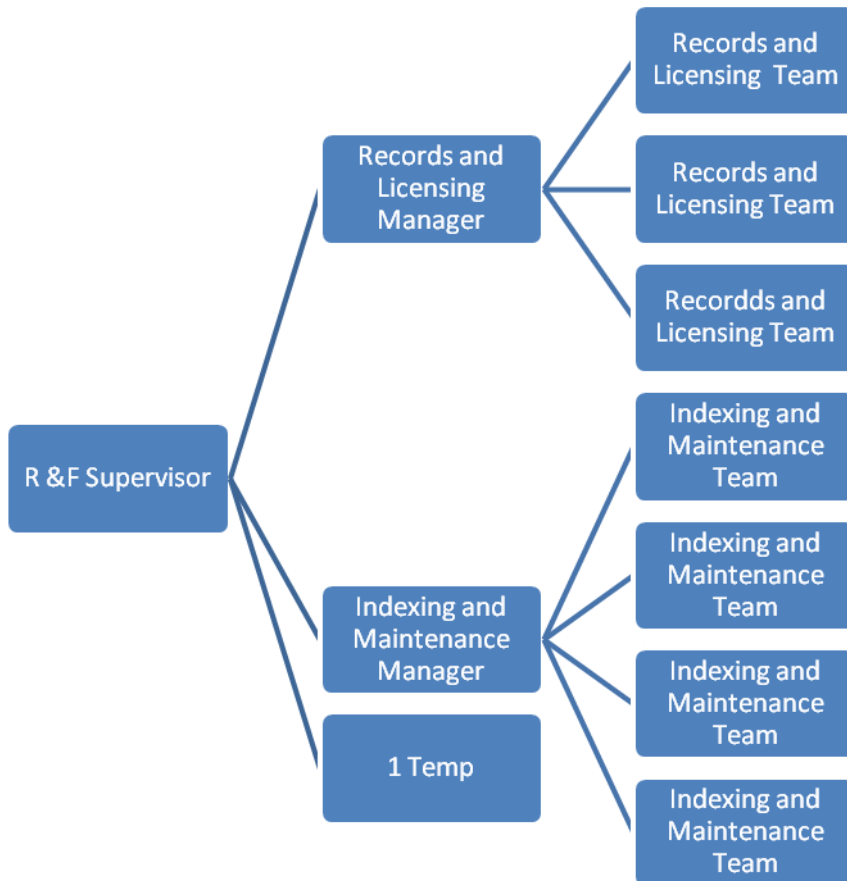 R &F Supervisor
Records and
Licensing
Manager
Records and
Licensing Team
Records and
Licensing Team
Recordds and
Licensing Team
Indexing and
Maintenance
Manager
Indexing and
Maintenance
Team
Indexing and
Maintenance
Team
Indexing and
Maintenance
Team
Indexing and
Maintenance
Team
1 Temp